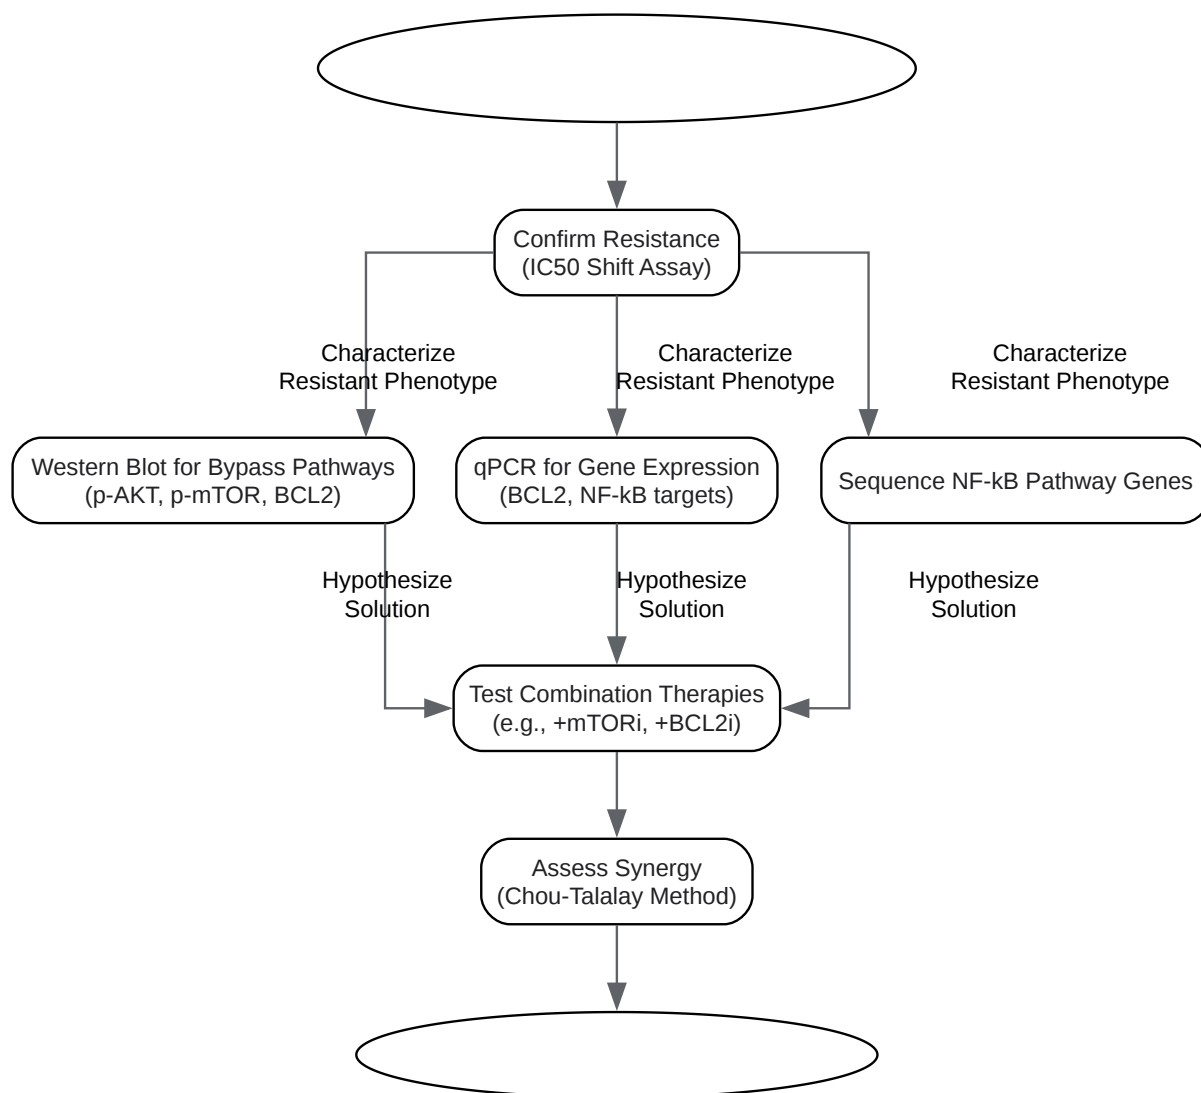 Confirm Resistance
(IC50 Shift Assay)
Characterize
Resistant Phenotype
Characterize
Resistant Phenotype
Characterize
Resistant Phenotype
Western Blot for Bypass Pathways
(p-AKT, p-mTOR, BCL2)
qPCR for Gene Expression
(BCL2, NF-kB targets)
Sequence NF-kB Pathway Genes
Hypothesize
Solution
Hypothesize
Solution
Hypothesize
Solution
Test Combination Therapies
(e.g., +mTORi, +BCL2i)
Assess Synergy
(Chou-Talalay Method)